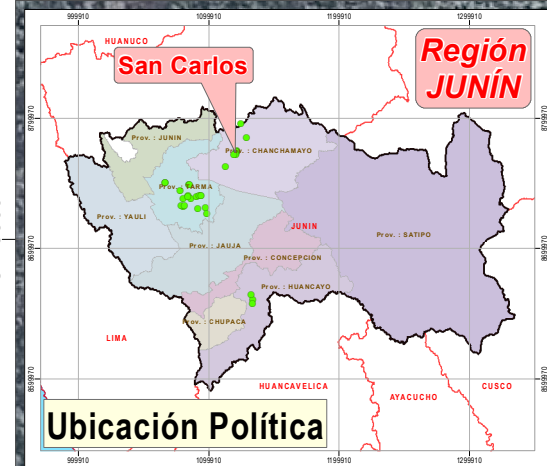 999910 1099910 1199910 1299910
HUANUCO
San Carlos
Región
JUNÍN
8799970 8799970
Prov. : JUNIN
Prov. : CHANCHAMAYO
Prov. : TARMA
Prov. : YAULI
JUNIN
Prov. : SATIPO
8699970 8699970
Prov. : JAUJA
Prov. : CONCEPCIÓN
Prov. : HUANCAYO
Prov. : CHUPACA
LIMA
8599970 8599970
HUANCAVELICA
CUSCO
AYACUCHO
Ubicación Política
999910 1099910 1199910 1299910